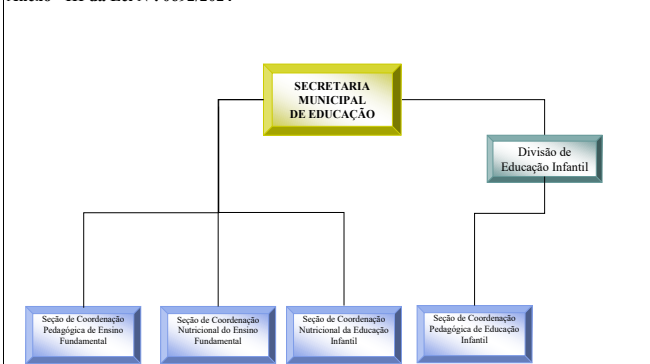 SECRETARIA
MUNICIPAL
DE EDUCAÇÃO
Divisão de
Educação Infantil
Seção de Coordenação
Pedagógica de Ensino
Fundamental
Seção de Coordenação
Nutricional do Ensino
Fundamental
Seção de Coordenação
Nutricional da Educação
Infantil
Seção de Coordenação
Pedagógica de Educação
Infantil